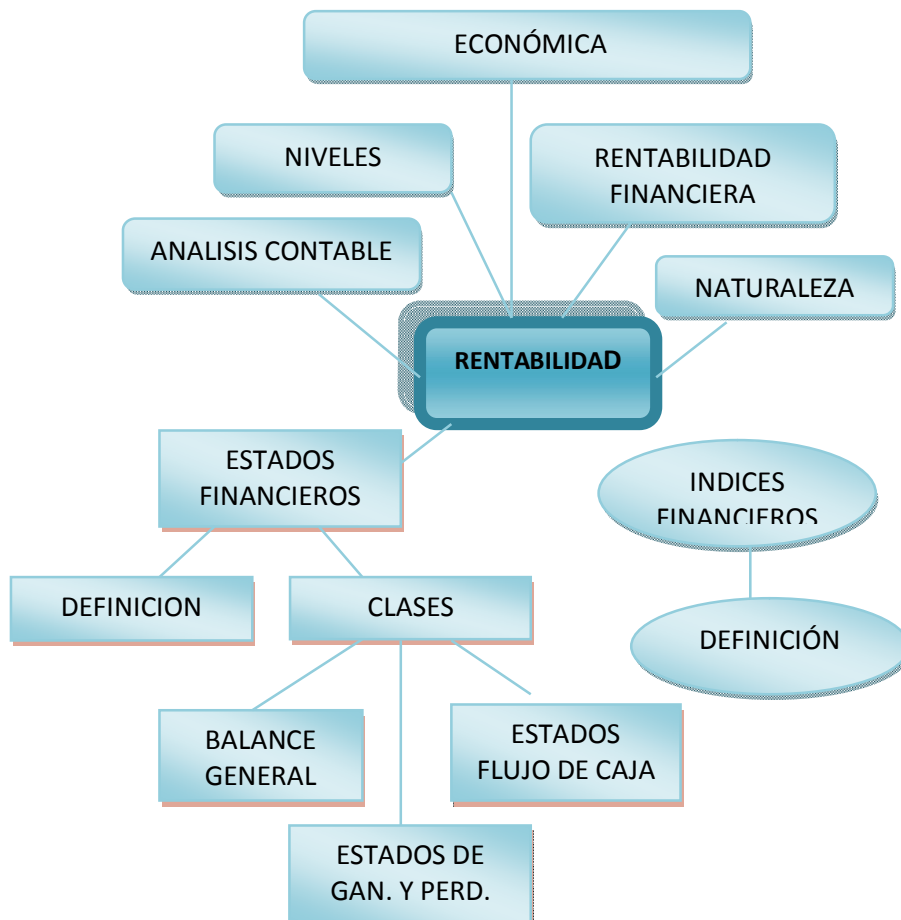 ECONÓMICA
NIVELES
RENTABILIDAD
FINANCIERA
ANALISIS CONTABLE
NATURALEZA
RENTABILIDAD
ESTADOS
FINANCIEROS
INDICES
FINANCIEROS
DEFINICION
CLASES
DEFINICIÓN
BALANCE
GENERAL
ESTADOS
FLUJO DE CAJA
ESTADOS DE
GAN. Y PERD.